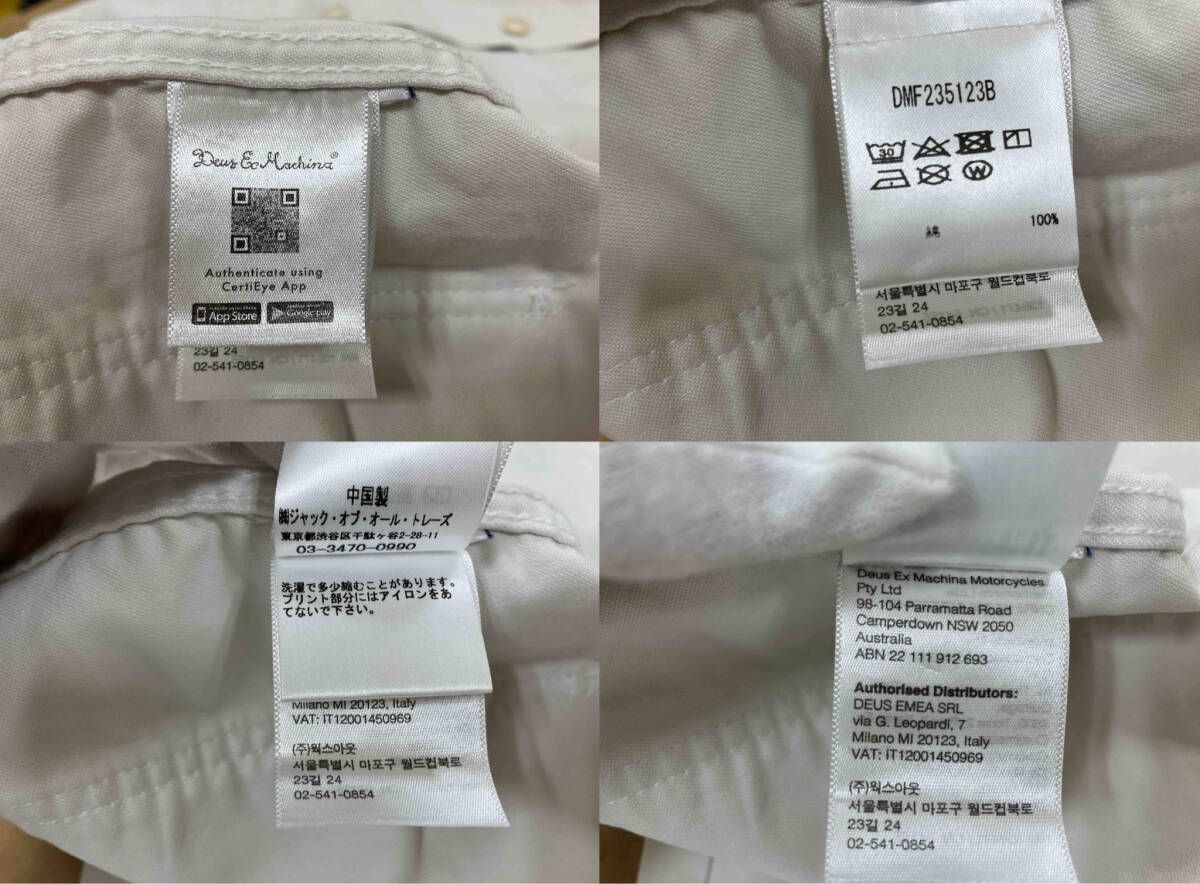 Deus Ex Machina®
Authenticate using
CertiEye App
App Store
Google play
23길 24
02-541-0854
DMF235123B
30
W
綿 100%
서울특별시 마포구 월드컵북로
23길 24
02-541-0854
中国製
㈱ジャック・オブ・オール・トレーズ
東京都渋谷区千駄ヶ谷2-28-11
03-3470-0990
洗濯で多少縮むことがあります。
プリント部分にはアイロンをあ
てないで下さい。
Milano MI 20123, Italy
VAT: IT12001450969
(주)웍스아웃
서울특별시 마포구 월드컵북로
23길 24
02-541-0854
Deus Ex Machina Motorcycles
Pty Ltd
98-104 Parramatta Road
Camperdown NSW 2050
Australia
ABN 22 111 912 693
Authorised Distributors:
DEUS EMEA SRL
via G. Leopardi, 7
Milano MI 20123, Italy
VAT: IT12001450969
(주)웍스아웃
서울특별시 마포구 월드컵북로
23길 24
02-541-0854